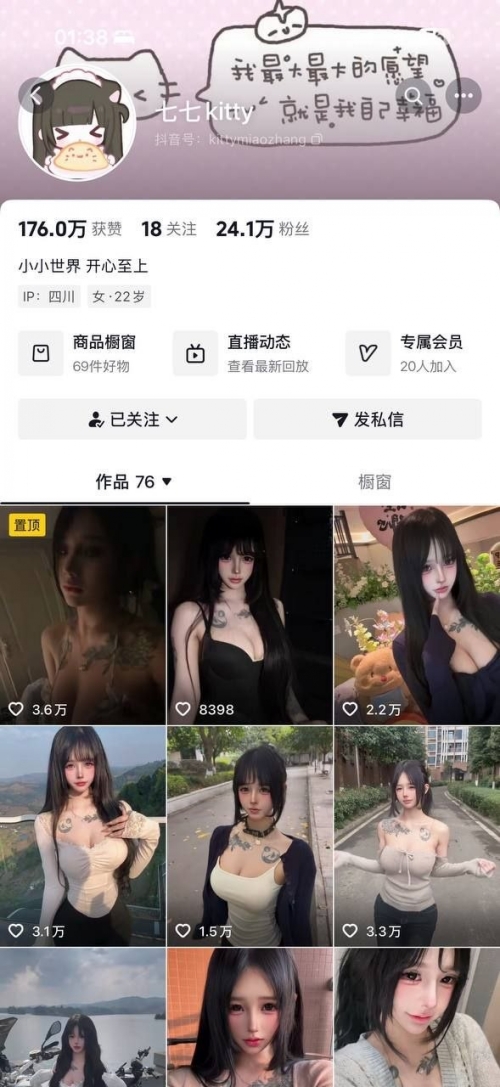 01:38
我最大最大的愿望
就是我自己幸福
七七kitty
抖音号：kittymiaozhang
176.0万 获赞 18 关注 24.1万 粉丝
小小世界 开心至上
IP：四川 女·22岁
商品橱窗 直播动态 专属会员
69件好物 查看最新回放 20人加入
已关注 发私信
作品 76 橱窗
置顶
3.6万 8398 2.2万
3.1万 1.5万 3.3万